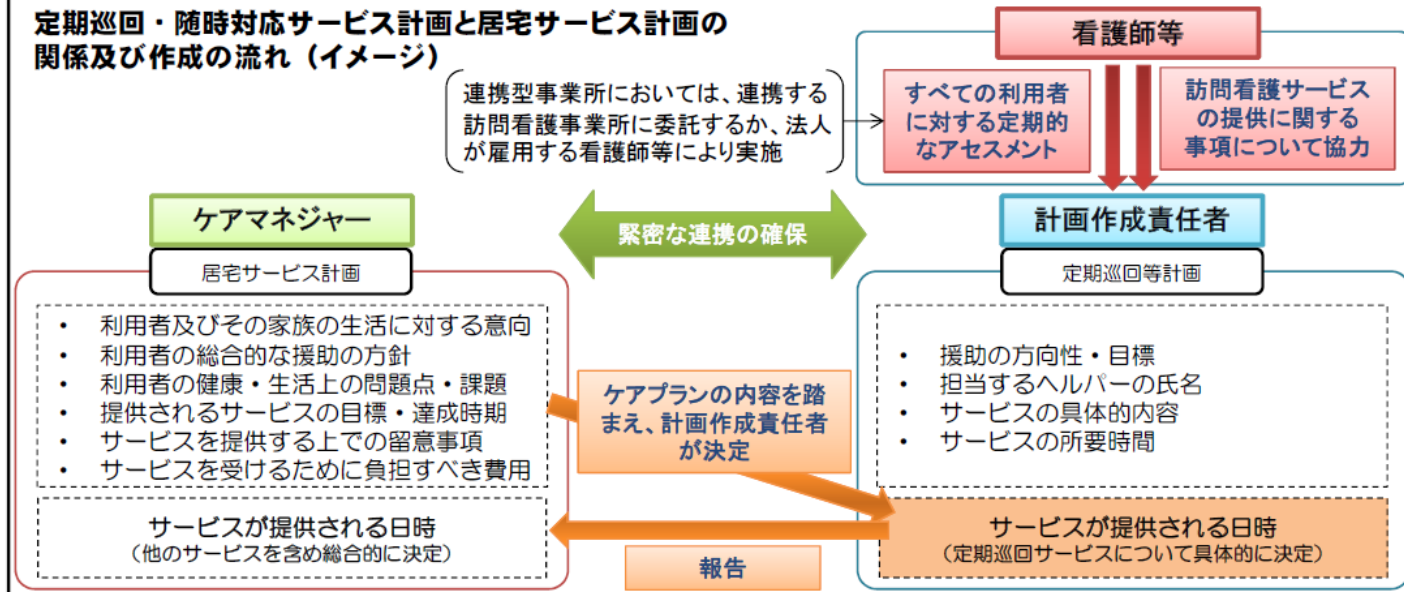 定期巡回・随時対応サービス計画と居宅サービス計画の
関係及び作成の流れ（イメージ）
看護師等
連携型事業所においては、連携する
訪問看護事業所に委託するか、法人
が雇用する看護師等により実施
すべての利用者
に対する定期的
なアセスメント
訪問看護サービス
の提供に関する
事項について協力
ケアマネジャー
緊密な連携の確保
計画作成責任者
居宅サービス計画
定期巡回等計画
・ 利用者及びその家族の生活に対する意向
・ 利用者の総合的な援助の方針
・ 利用者の健康・生活上の問題点・課題
・ 提供されるサービスの目標・達成時期
・ サービスを提供する上での留意事項
・ サービスを受けるために負担すべき費用
ケアプランの内容を踏
まえ、計画作成責任者
が決定
・ 援助の方向性・目標
・ 担当するヘルパーの氏名
・ サービスの具体的内容
・ サービスの所要時間
サービスが提供される日時
（他のサービスを含め総合的に決定）
報告
サービスが提供される日時
（定期巡回サービスについて具体的に決定）